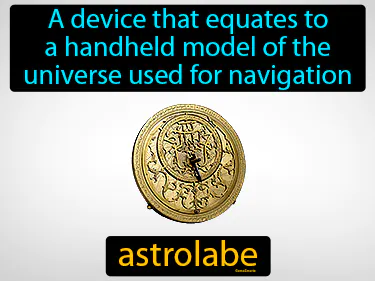 A device that equates to
a handheld model of the
universe used for navigation
astrolabe